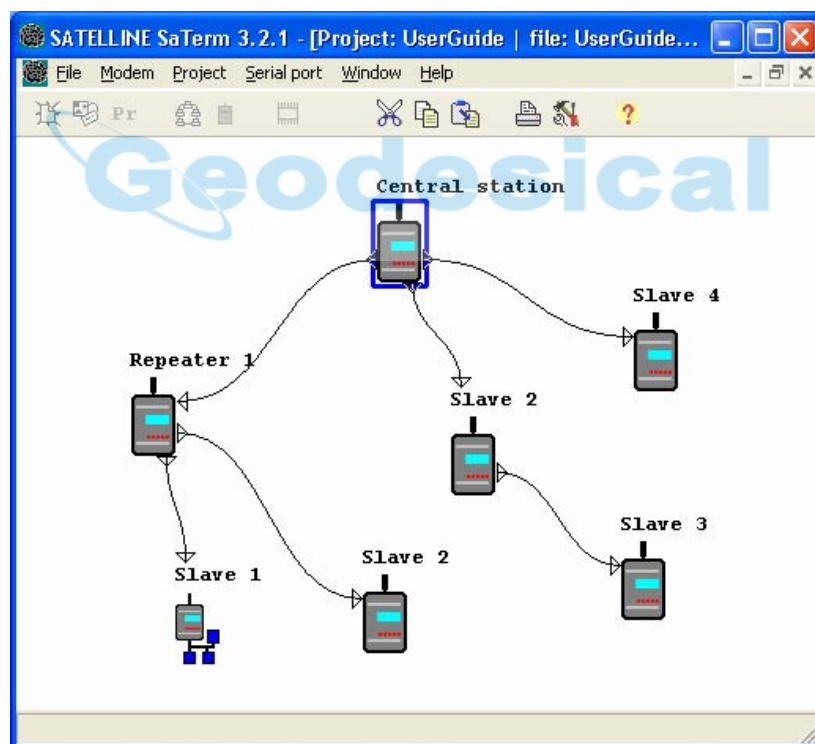 SATELLINE SaTerm 3.2.1 - [Project: UserGuide | file: UserGuide...
File Modem Project Serial port Window Help
Pr
?
Geodesical
Central station
Slave 4
Repeater 1
Slave 2
Slave 3
Slave 2
Slave 1